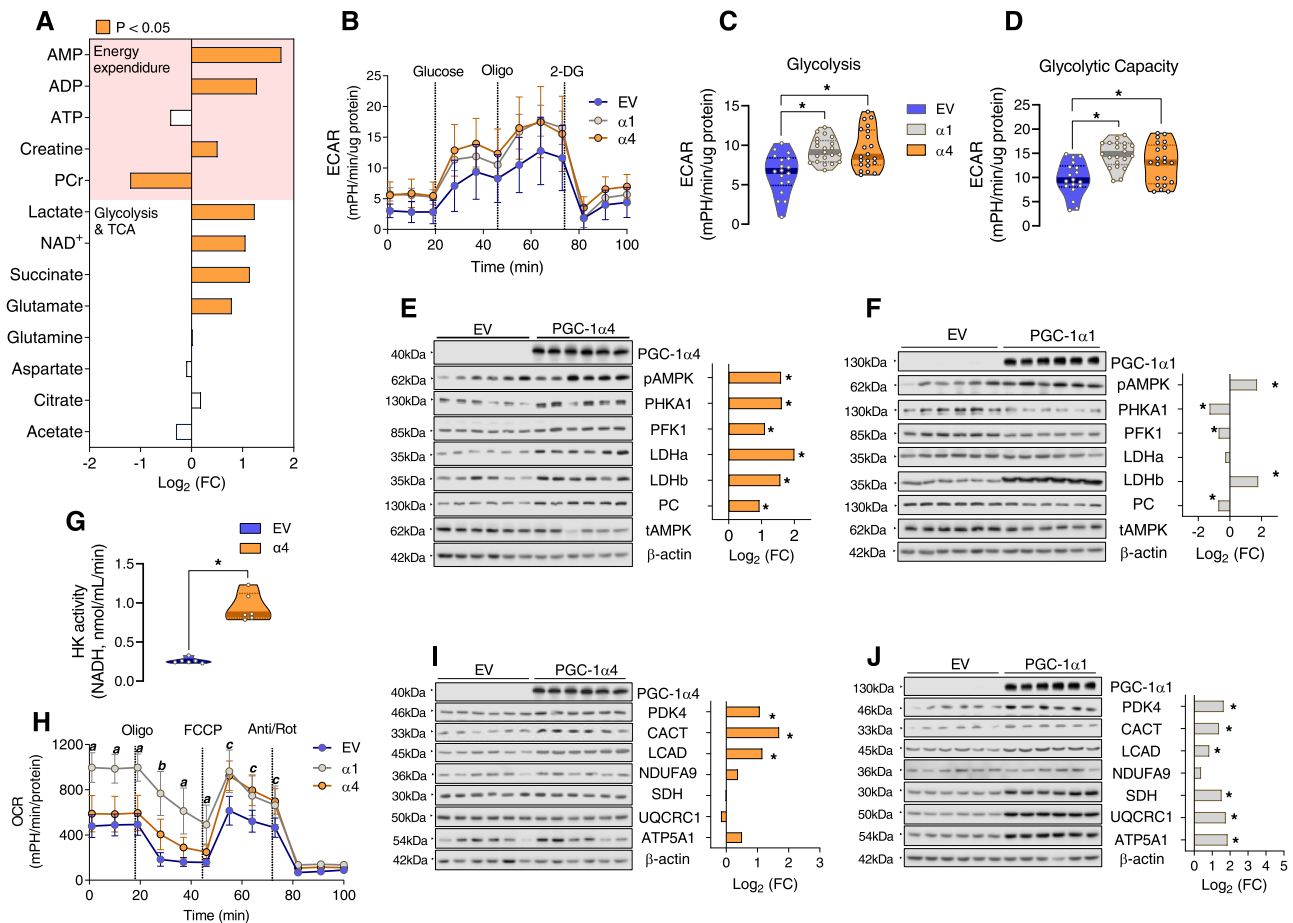 A
P < 0.05
Energy
expenditure
AMP
ADP
ATP
Creatine
PCr
Glycolysis
& TCA
Lactate
NAD+
Succinate
Glutamate
Glutamine
Aspartate
Citrate
Acetate
-2 -1 0 1 2
Log2 (FC)
B
Glucose Oligo 2-DG
ECAR
(mPH/min/ug protein)
25
20
15
10
5
0
0 20 40 60 80 100
Time (min)
EV
α1
α4
C
Glycolysis
ECAR
(mPH/min/ug protein)
15
10
5
0
* *
EV
α1
α4
D
Glycolytic Capacity
ECAR
(mPH/min/ug protein)
25
20
15
10
5
0
* *
E
EV PGC-1α4
40kDa PGC-1α4
62kDa pAMPK *
130kDa PHKA1 *
85kDa PFK1 *
35kDa LDHa *
35kDa LDHb *
130kDa PC *
62kDa tAMPK
42kDa β-actin
0 1 2
Log2 (FC)
F
EV PGC-1α1
130kDa PGC-1α1
62kDa pAMPK *
130kDa PHKA1 *
85kDa PFK1 *
35kDa LDHa
35kDa LDHb *
130kDa PC *
62kDa tAMPK
42kDa β-actin
-2 0 2
Log2 (FC)
G
EV
α4
HK activity
(NADH, nmol/mL/min)
1.5
1.0
0.5
0.0
*
H
Oligo FCCP Anti/Rot
OCR
(mPH/min/protein)
1200
800
400
0
a a a b a a c c c
EV
α1
α4
0 20 40 60 80 100
Time (min)
I
EV PGC-1α4
40kDa PGC-1α4
46kDa PDK4 *
33kDa CACT *
45kDa LCAD *
36kDa NDUFA9
30kDa SDH
50kDa UQCRC1
54kDa ATP5A1
42kDa β-actin
0 1 2 3
Log2 (FC)
J
EV PGC-1α1
130kDa PGC-1α1
46kDa PDK4 *
33kDa CACT *
45kDa LCAD *
36kDa NDUFA9
30kDa SDH *
50kDa UQCRC1 *
54kDa ATP5A1 *
42kDa β-actin
0 1 2 3 4 5
Log2 (FC)